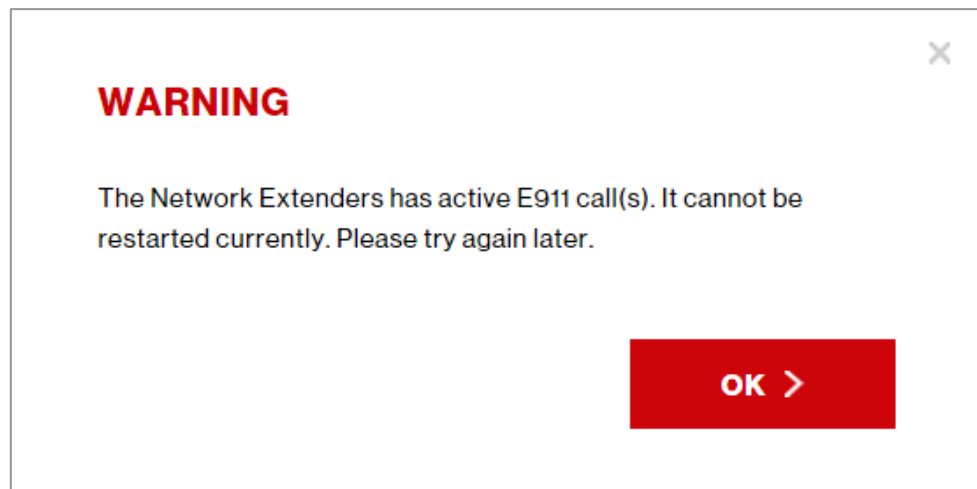 WARNING
The Network Extenders has active E911 call(s). It cannot be
restarted currently. Please try again later.
OK